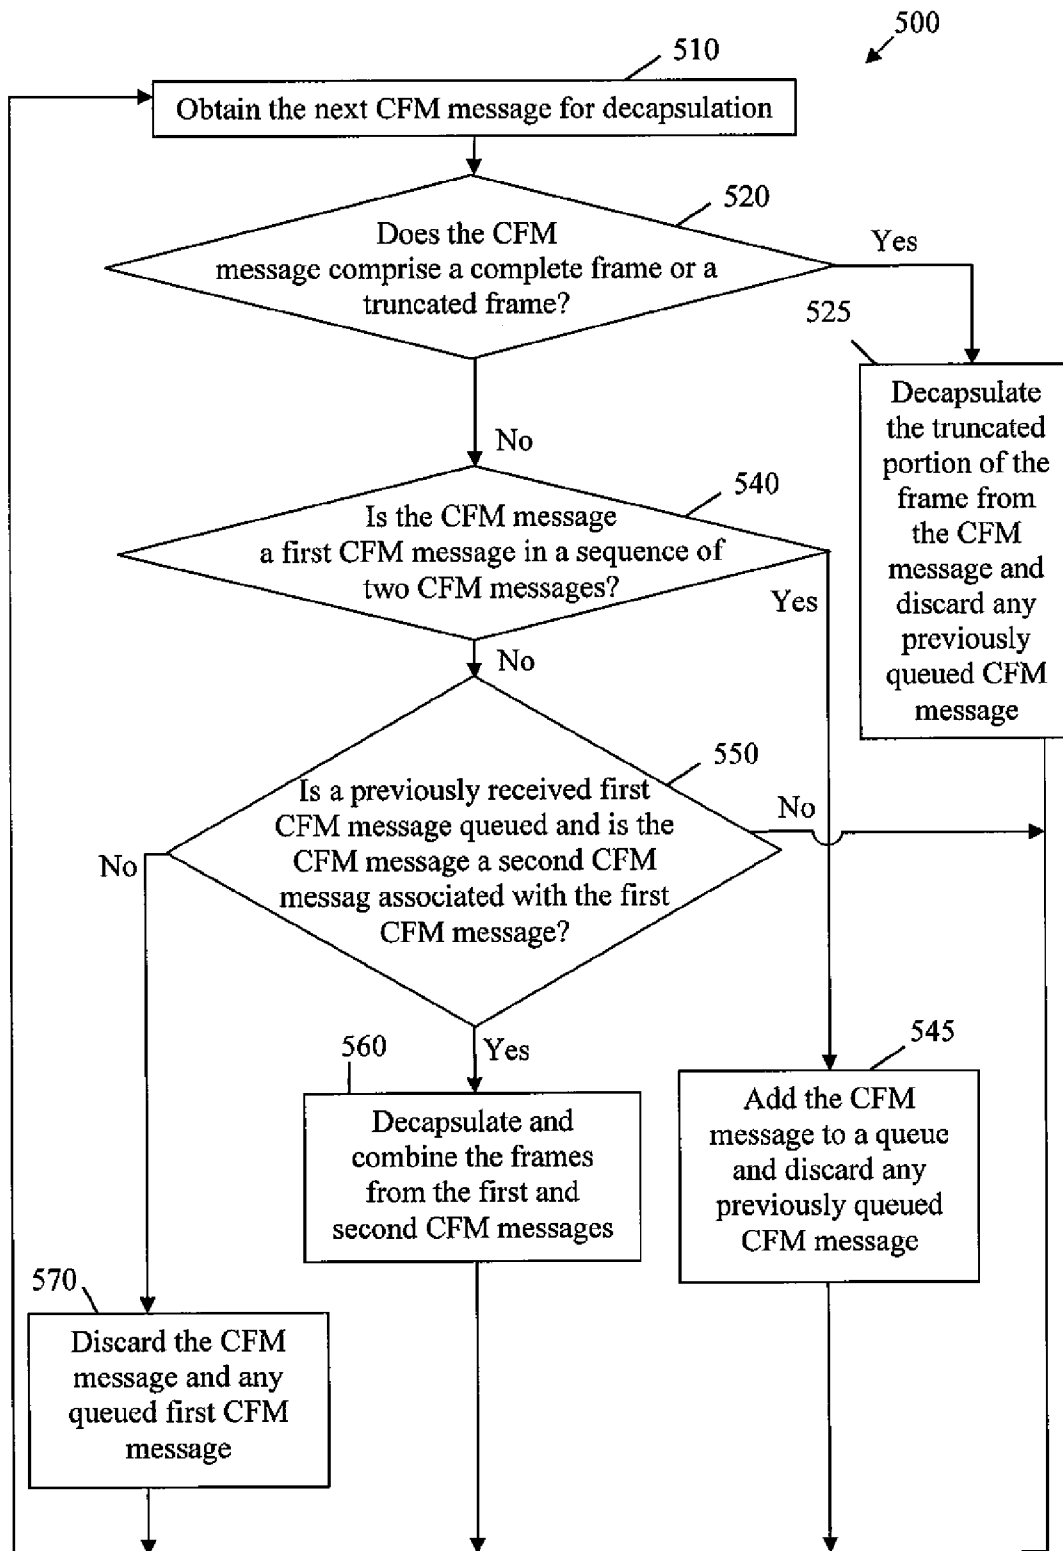 500
510
Obtain the next CFM message for decapsulation
520
Does the CFM
message comprise a complete frame or a
truncated frame?
Yes
525
Decapsulate
the truncated
portion of the
frame from
the CFM
message and
discard any
previously
queued CFM
message
No
540
Is the CFM message
a first CFM message in a sequence of
two CFM messages?
Yes
No
550
Is a previously received first
CFM message queued and is the
CFM message a second CFM
messag associated with the first
CFM message?
No
No
Yes
560
Decapsulate and
combine the frames
from the first and
second CFM messages
545
Add the CFM
message to a queue
and discard any
previously queued
CFM message
570
Discard the CFM
message and any
queued first CFM
message